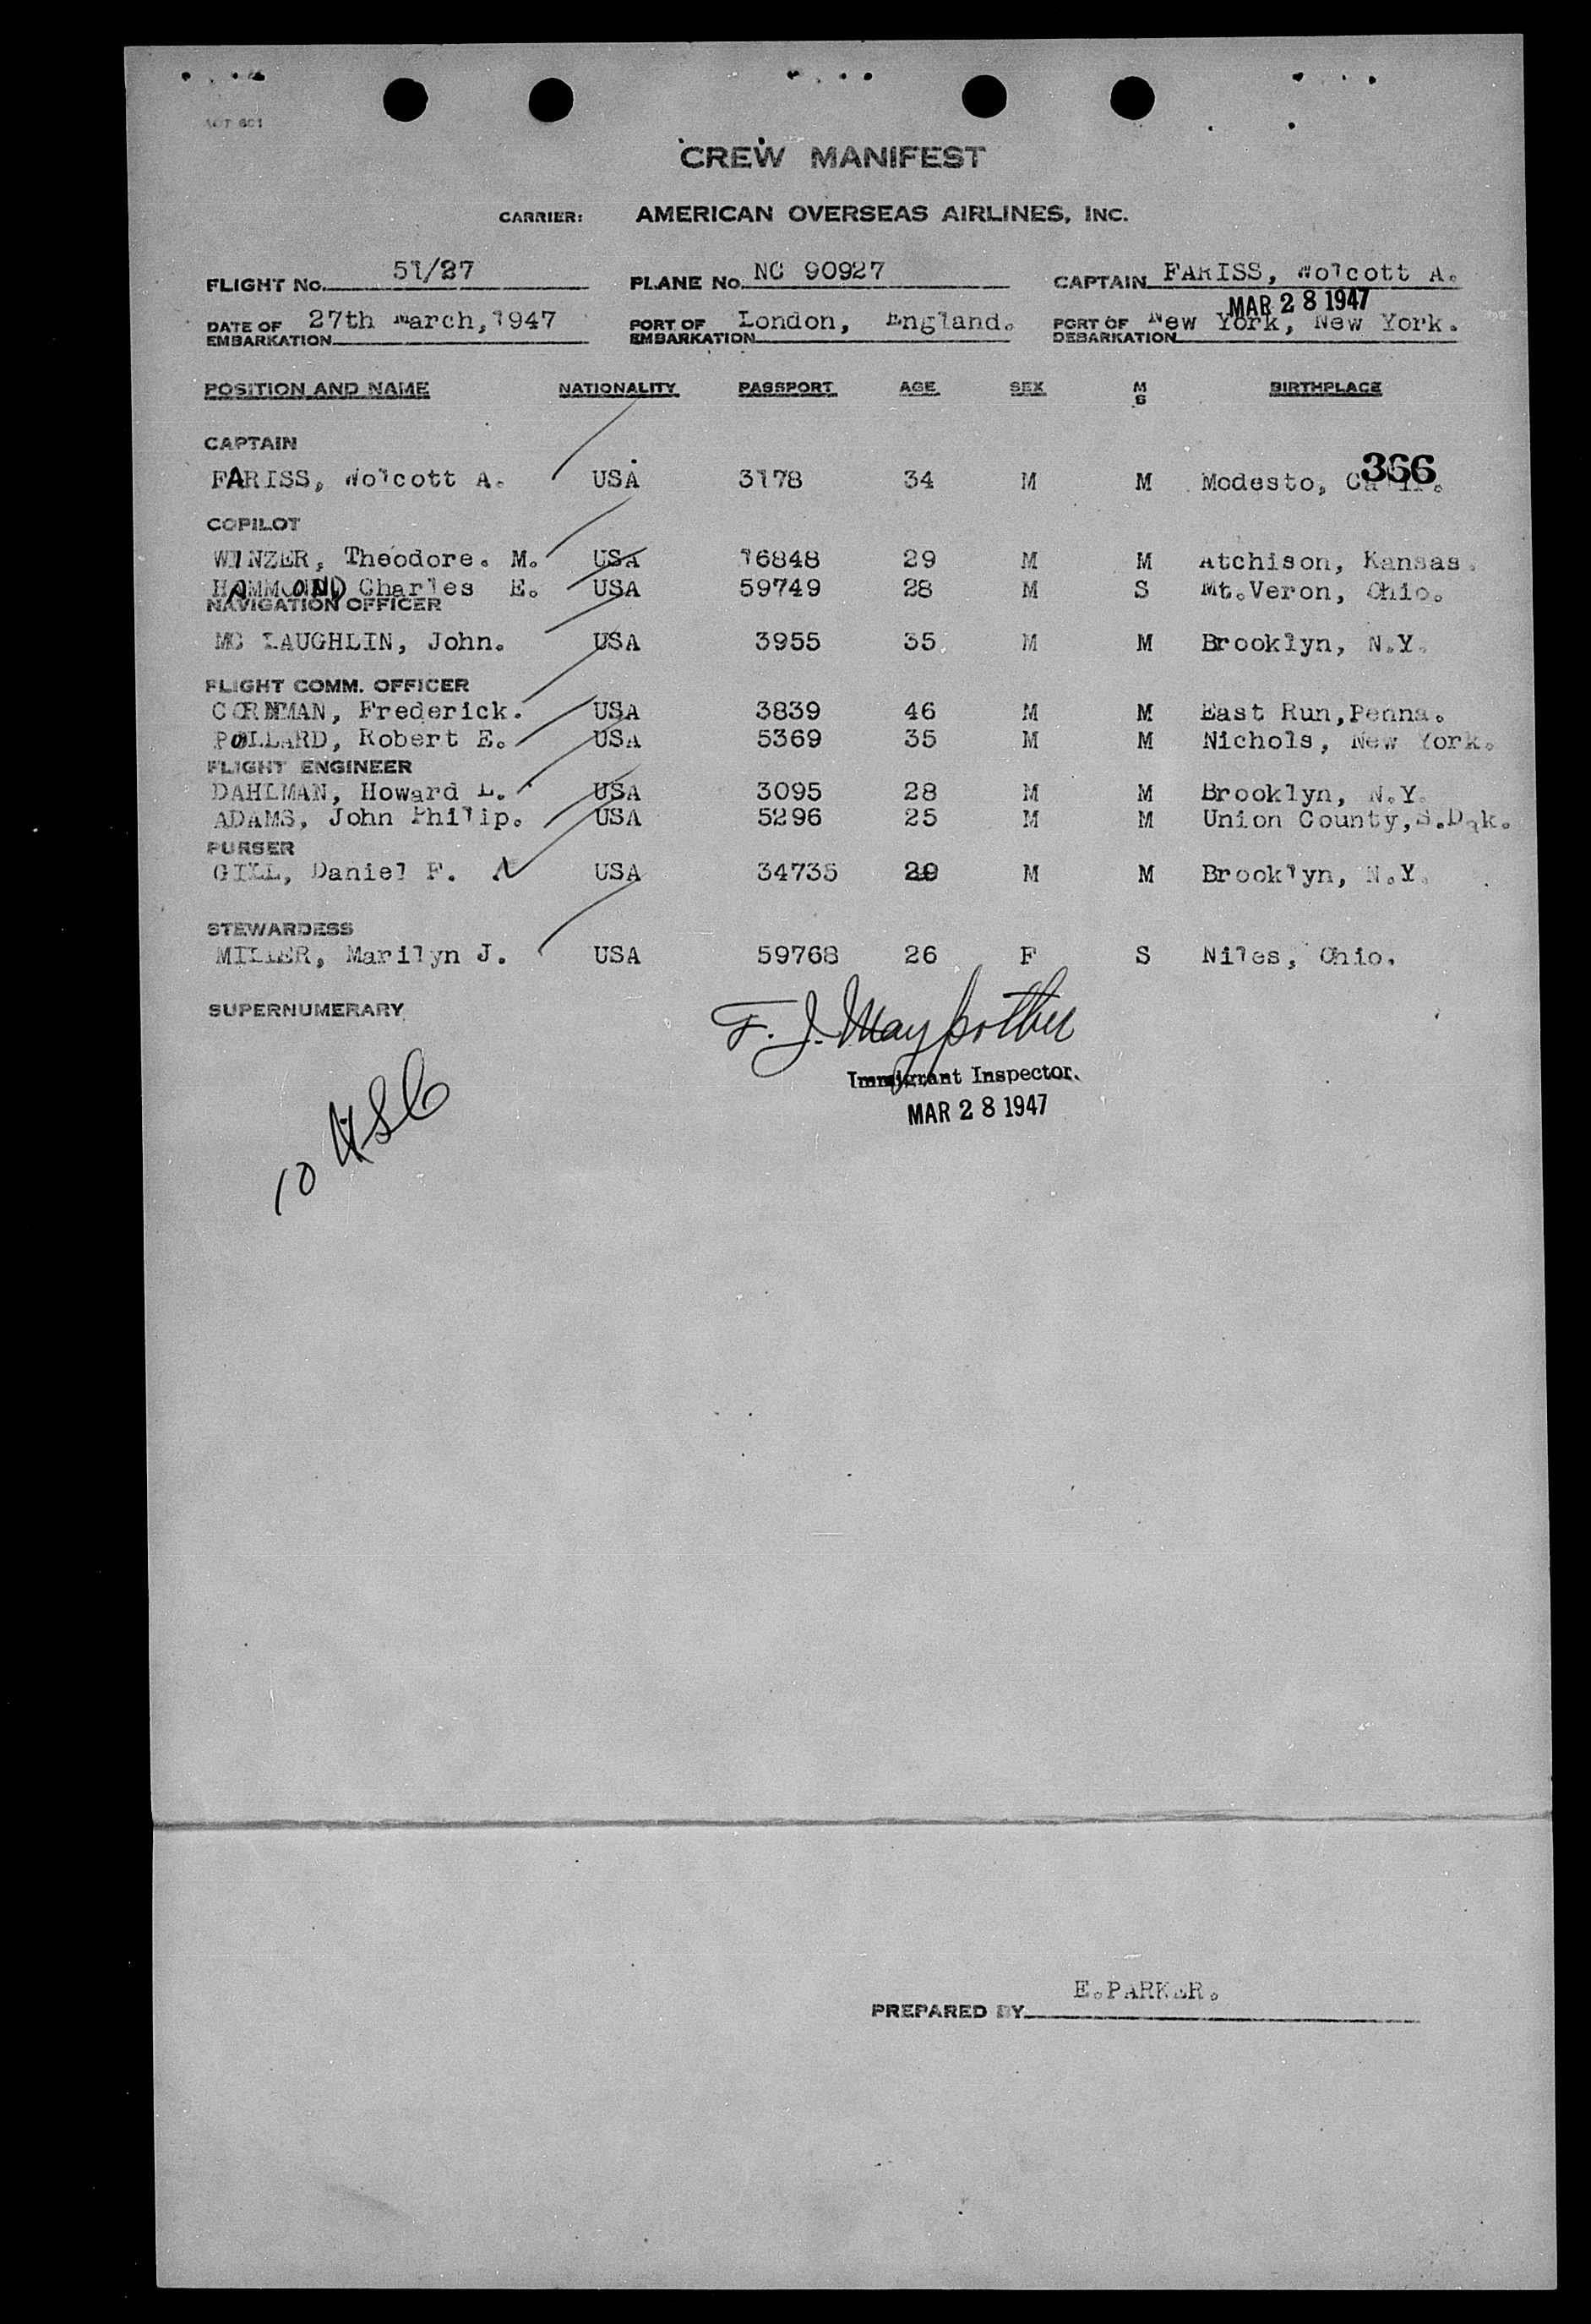 ACT 601
CREW MANIFEST
CARRIER: AMERICAN OVERSEAS AIRLINES, INC.
FLIGHT No. 51/27 PLANE No. NC 90927 CAPTAIN FARISS, Wolcott A.
MAR 28 1947
DATE OF EMBARKATION 27th March,1947 PORT OF EMBARKATION London, England. PORT OF DEBARKATION New York, New York.
POSITION AND NAME NATIONALITY PASSPORT AGE SEX M S BIRTHPLACE
CAPTAIN
366
FARISS, Wolcott A. USA 3178 34 M M Modesto, Calif.
COPILOT
WINZER, Theodore. M. USA 16848 29 M M Atchison, Kansas.
HAMMOND Charles E. USA 59749 28 M S Mt.Veron, Ohio.
NAVIGATION OFFICER
MC LAUGHLIN, John. USA 3955 35 M M Brooklyn, N.Y.
FLIGHT COMM. OFFICER
Frederick. USA 3839 46 M M East Run,Penna.
POLLARD, Robert E. USA 5369 35 M M Nichols, New York.
FLIGHT ENGINEER
DAHLMAN, Howard L. USA 3095 28 M M Brooklyn, N.Y.
ADAMS, John Philip. USA 5296 25 M M Union County,S.Dak.
PURSER
GILL, Daniel F. USA 34735 29 M M Brooklyn, N.Y.
STEWARDESS
MILLER, Marilyn J. USA 59768 26 F S Niles, Ohio.
SUPERNUMERARY
F. J. Maypother
Immigrant Inspector.
MAR 28 1947
10 USC
E.PARKER.
PREPARED BY